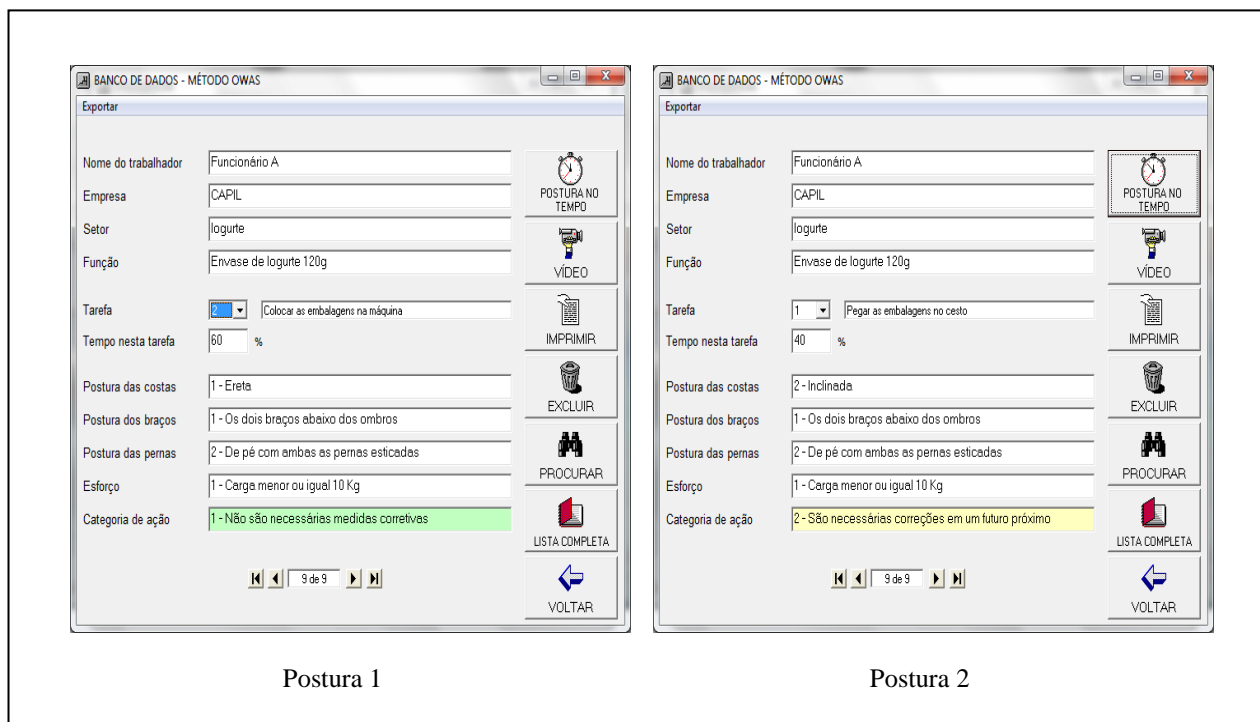 BANCO DE DADOS - MÉTODO OWAS
Exportar
Nome do trabalhador Funcionário A
Empresa CAPIL
Setor Iogurte
Função Envase de Iogurte 120g
Tarefa 2 Colocar as embalagens na máquina
Tempo nesta tarefa 60 %
Postura das costas 1 - Ereta
Postura dos braços 1 - Os dois braços abaixo dos ombros
Postura das pernas 2 - De pé com ambas as pernas esticadas
Esforço 1 - Carga menor ou igual 10 Kg
Categoria de ação 1 - Não são necessárias medidas corretivas
9 de 9
POSTURA NO
TEMPO
VÍDEO
IMPRIMIR
EXCLUIR
PROCURAR
LISTA COMPLETA
VOLTAR
Postura 1
BANCO DE DADOS - MÉTODO OWAS
Exportar
Nome do trabalhador Funcionário A
Empresa CAPIL
Setor Iogurte
Função Envase de Iogurte 120g
Tarefa 1 Pegar as embalagens no cesto
Tempo nesta tarefa 40 %
Postura das costas 2 - Inclinada
Postura dos braços 1 - Os dois braços abaixo dos ombros
Postura das pernas 2 - De pé com ambas as pernas esticadas
Esforço 1 - Carga menor ou igual 10 Kg
Categoria de ação 2 - São necessárias correções em um futuro próximo
9 de 9
POSTURA NO
TEMPO
VÍDEO
IMPRIMIR
EXCLUIR
PROCURAR
LISTA COMPLETA
VOLTAR
Postura 2